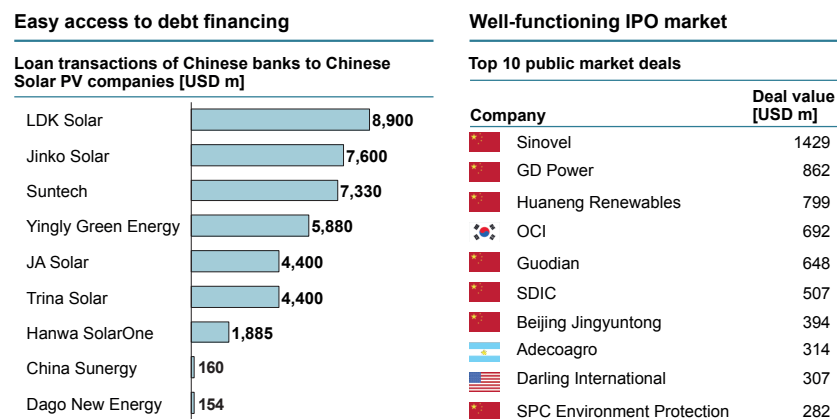 Easy access to debt financing
Loan transactions of Chinese banks to Chinese
Solar PV companies [USD m]
LDK Solar 8,900
Jinko Solar 7,600
Suntech 7,330
Yingly Green Energy 5,880
JA Solar 4,400
Trina Solar 4,400
Hanwa SolarOne 1,885
China Sunergy 160
Dago New Energy 154
Well-functioning IPO market
Top 10 public market deals
Company Deal value [USD m]
Sinovel 1429
GD Power 862
Huaneng Renewables 799
OCI 692
Guodian 648
SDIC 507
Beijing Jingyuntong 394
Adecoagro 314
Darling International 307
SPC Environment Protection 282